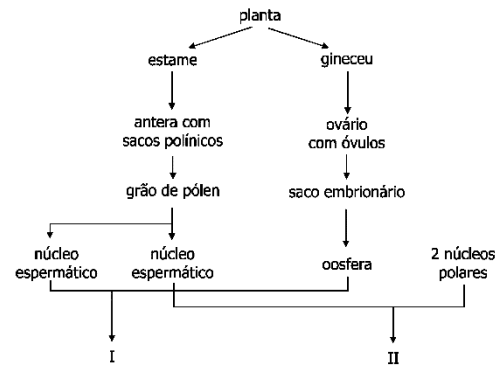 planta
estame
gineceu
antera com
sacos polínicos
ovário
com óvulos
grão de pólen
saco embrionário
núcleo
espermático
núcleo
espermático
oosfera
2 núcleos
polares
I
II